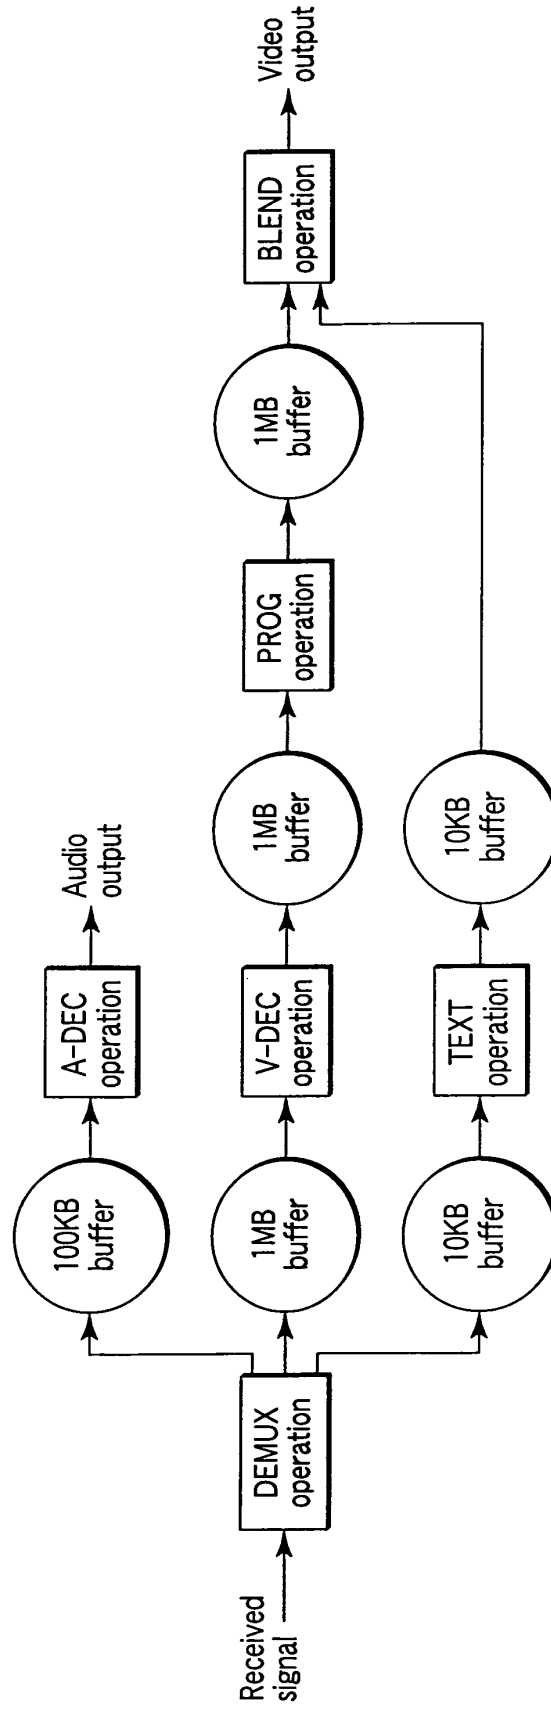 Received
signal
DEMUX
operation
100KB
buffer
A-DEC
operation
Audio
output
1MB
buffer
V-DEC
operation
1MB
buffer
PROG
operation
1MB
buffer
BLEND
operation
Video
output
10KB
buffer
TEXT
operation
10KB
buffer